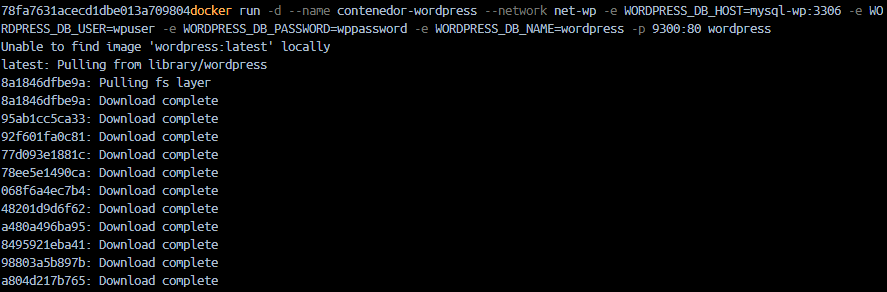 78fa7631acecd1dbe013a709804docker run -d --name contenedor-wordpress --network net-wp -e WORDPRESS_DB_HOST=mysql-wp:3306 -e WO
RDPRESS_DB_USER=wpuser -e WORDPRESS_DB_PASSWORD=wppassword -e WORDPRESS_DB_NAME=wordpress -p 9300:80 wordpress
Unable to find image 'wordpress:latest' locally
latest: Pulling from library/wordpress
8a1846dfbe9a: Pulling fs layer
8a1846dfbe9a: Download complete
95ab1cc5ca33: Download complete
92f601fa0c81: Download complete
77d093e1881c: Download complete
78ee5e1490ca: Download complete
068f6a4ec7b4: Download complete
48201d9d6f62: Download complete
a480a496ba95: Download complete
8495921eba41: Download complete
98803a5b897b: Download complete
a804d217b765: Download complete